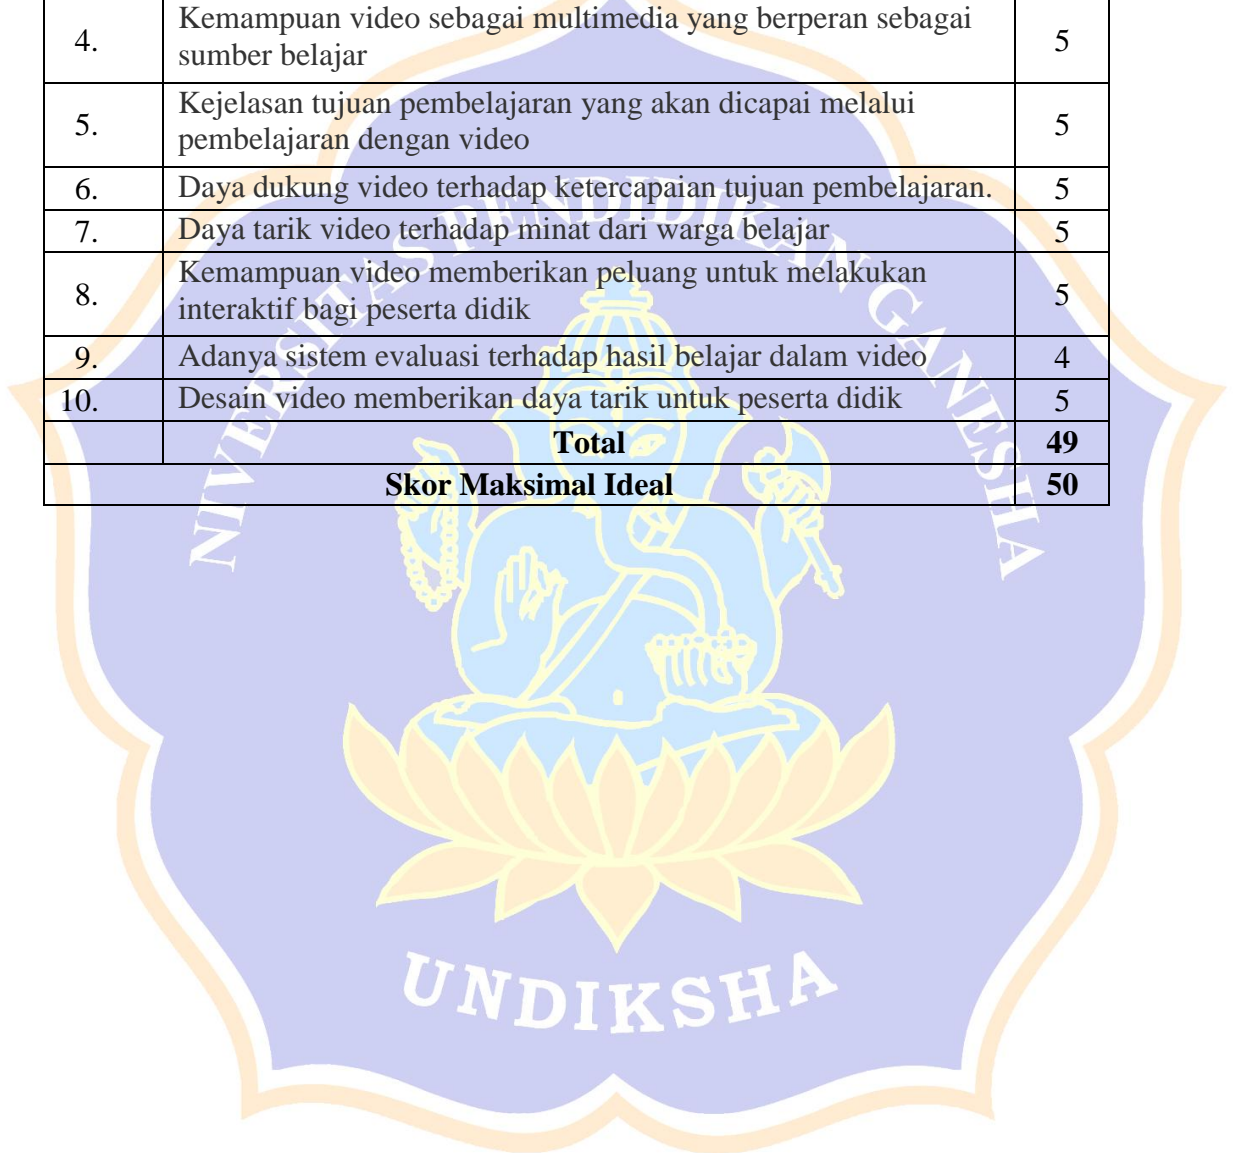 4. Kemampuan video sebagai multimedia yang berperan sebagai
sumber belajar 5
5. Kejelasan tujuan pembelajaran yang akan dicapai melalui
pembelajaran dengan video 5
6. Daya dukung video terhadap ketercapaian tujuan pembelajaran. 5
7. Daya tarik video terhadap minat dari warga belajar 5
8. Kemampuan video memberikan peluang untuk melakukan
interaktif bagi peserta didik 5
9. Adanya sistem evaluasi terhadap hasil belajar dalam video 4
10. Desain video memberikan daya tarik untuk peserta didik 5
Total 49
Skor Maksimal Ideal 50
NIVERSITAS PENDIDIKAN GANESHA
UNDIKSHA